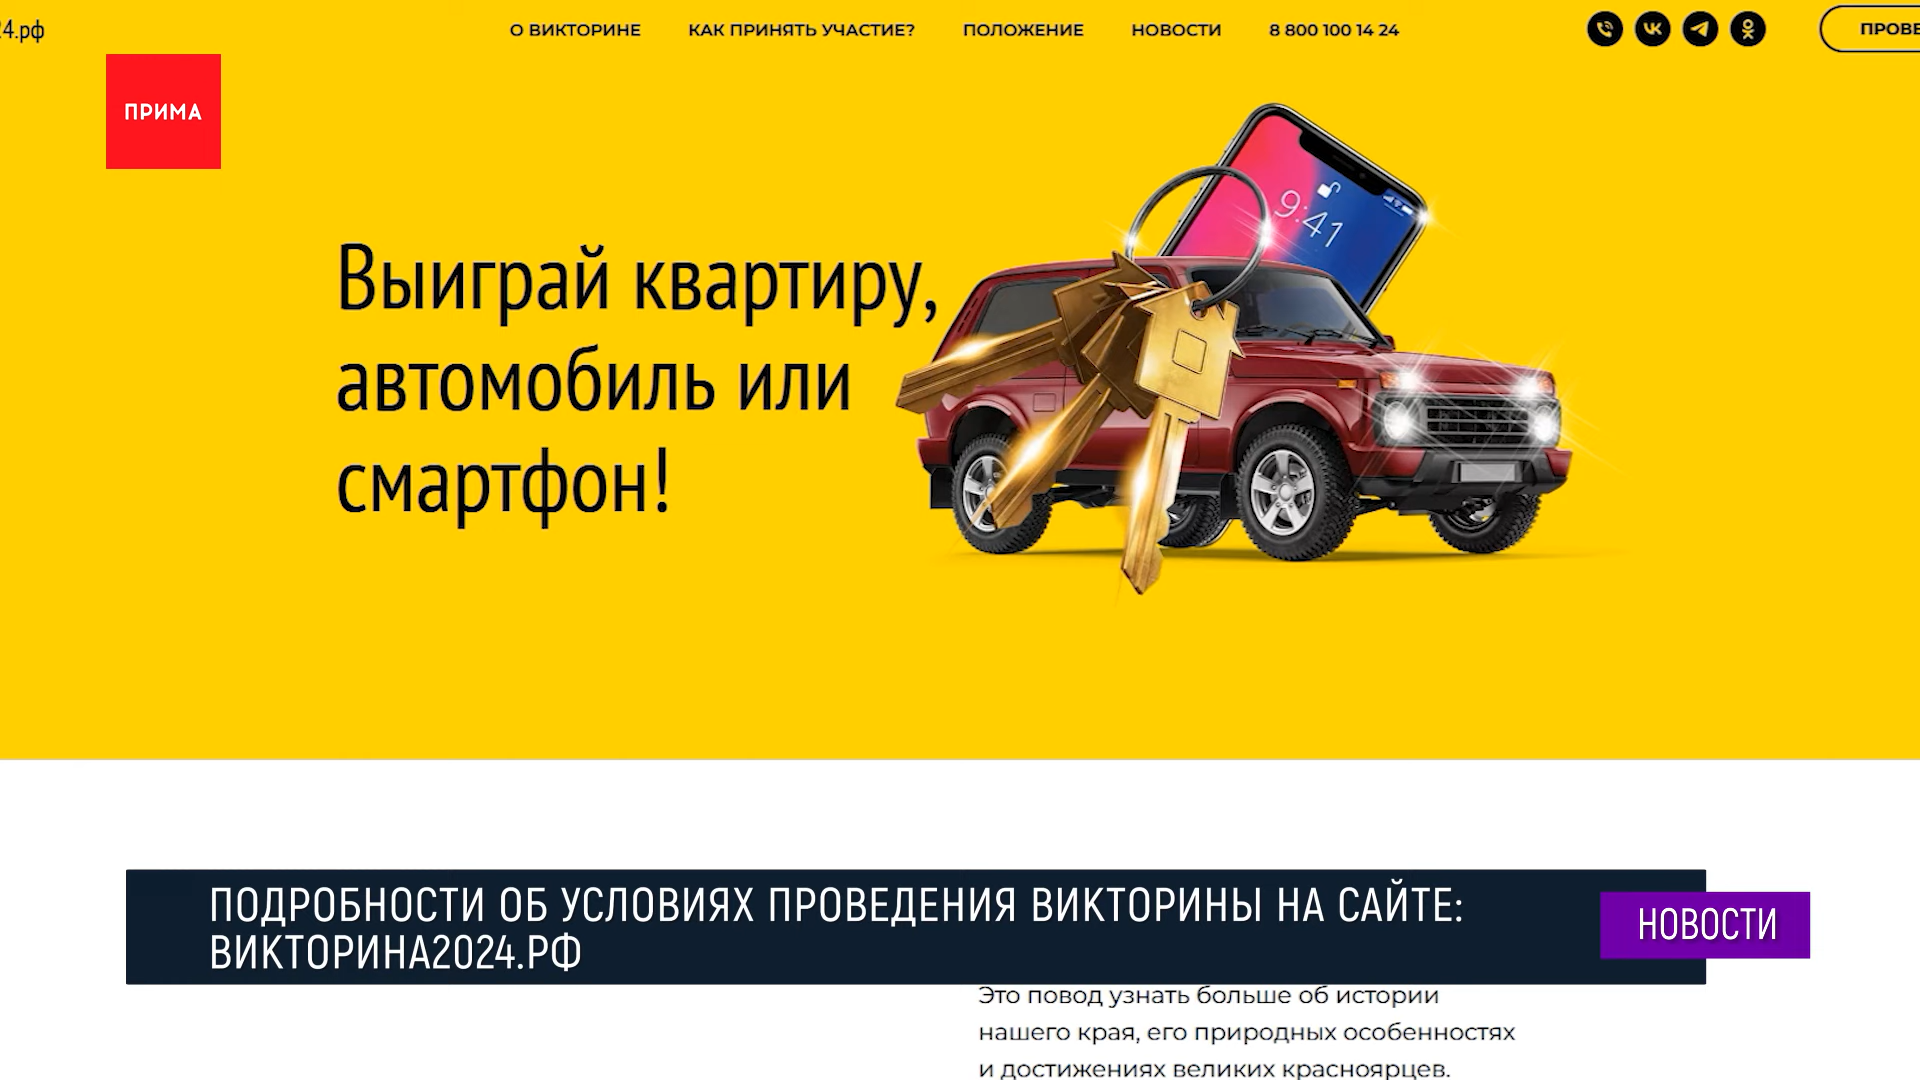 24.рф
О ВИКТОРИНЕ
КАК ПРИНЯТЬ УЧАСТИЕ?
ПОЛОЖЕНИЕ
НОВОСТИ
8 800 100 14 24
ПРОВЕ
ПРИМА
9:41
Выиграй квартиру,
автомобиль или
смартфон!
ПОДРОБНОСТИ ОБ УСЛОВИЯХ ПРОВЕДЕНИЯ ВИКТОРИНЫ НА САЙТЕ:
ВИКТОРИНА2024.РФ
НОВОСТИ
Это повод узнать больше об истории
нашего края, его природных особенностях
и достижениях великих красноярцев.